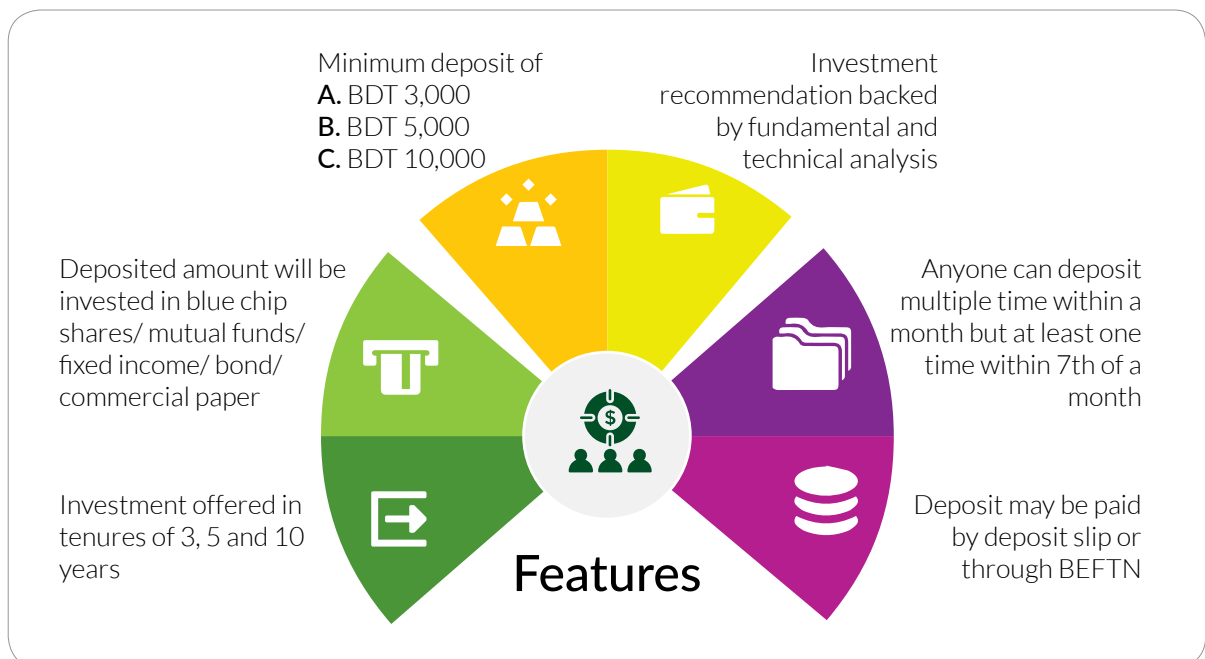 Minimum deposit of
A. BDT 3,000
B. BDT 5,000
C. BDT 10,000
Investment
recommendation backed
by fundamental and
technical analysis
Deposited amount will be
invested in blue chip
shares/ mutual funds/
fixed income/ bond/
commercial paper
Anyone can deposit
multiple time within a
month but at least one
time within 7th of a
month
$
Investment offered in
tenures of 3, 5 and 10
years
Deposit may be paid
by deposit slip or
through BEFTN
Features